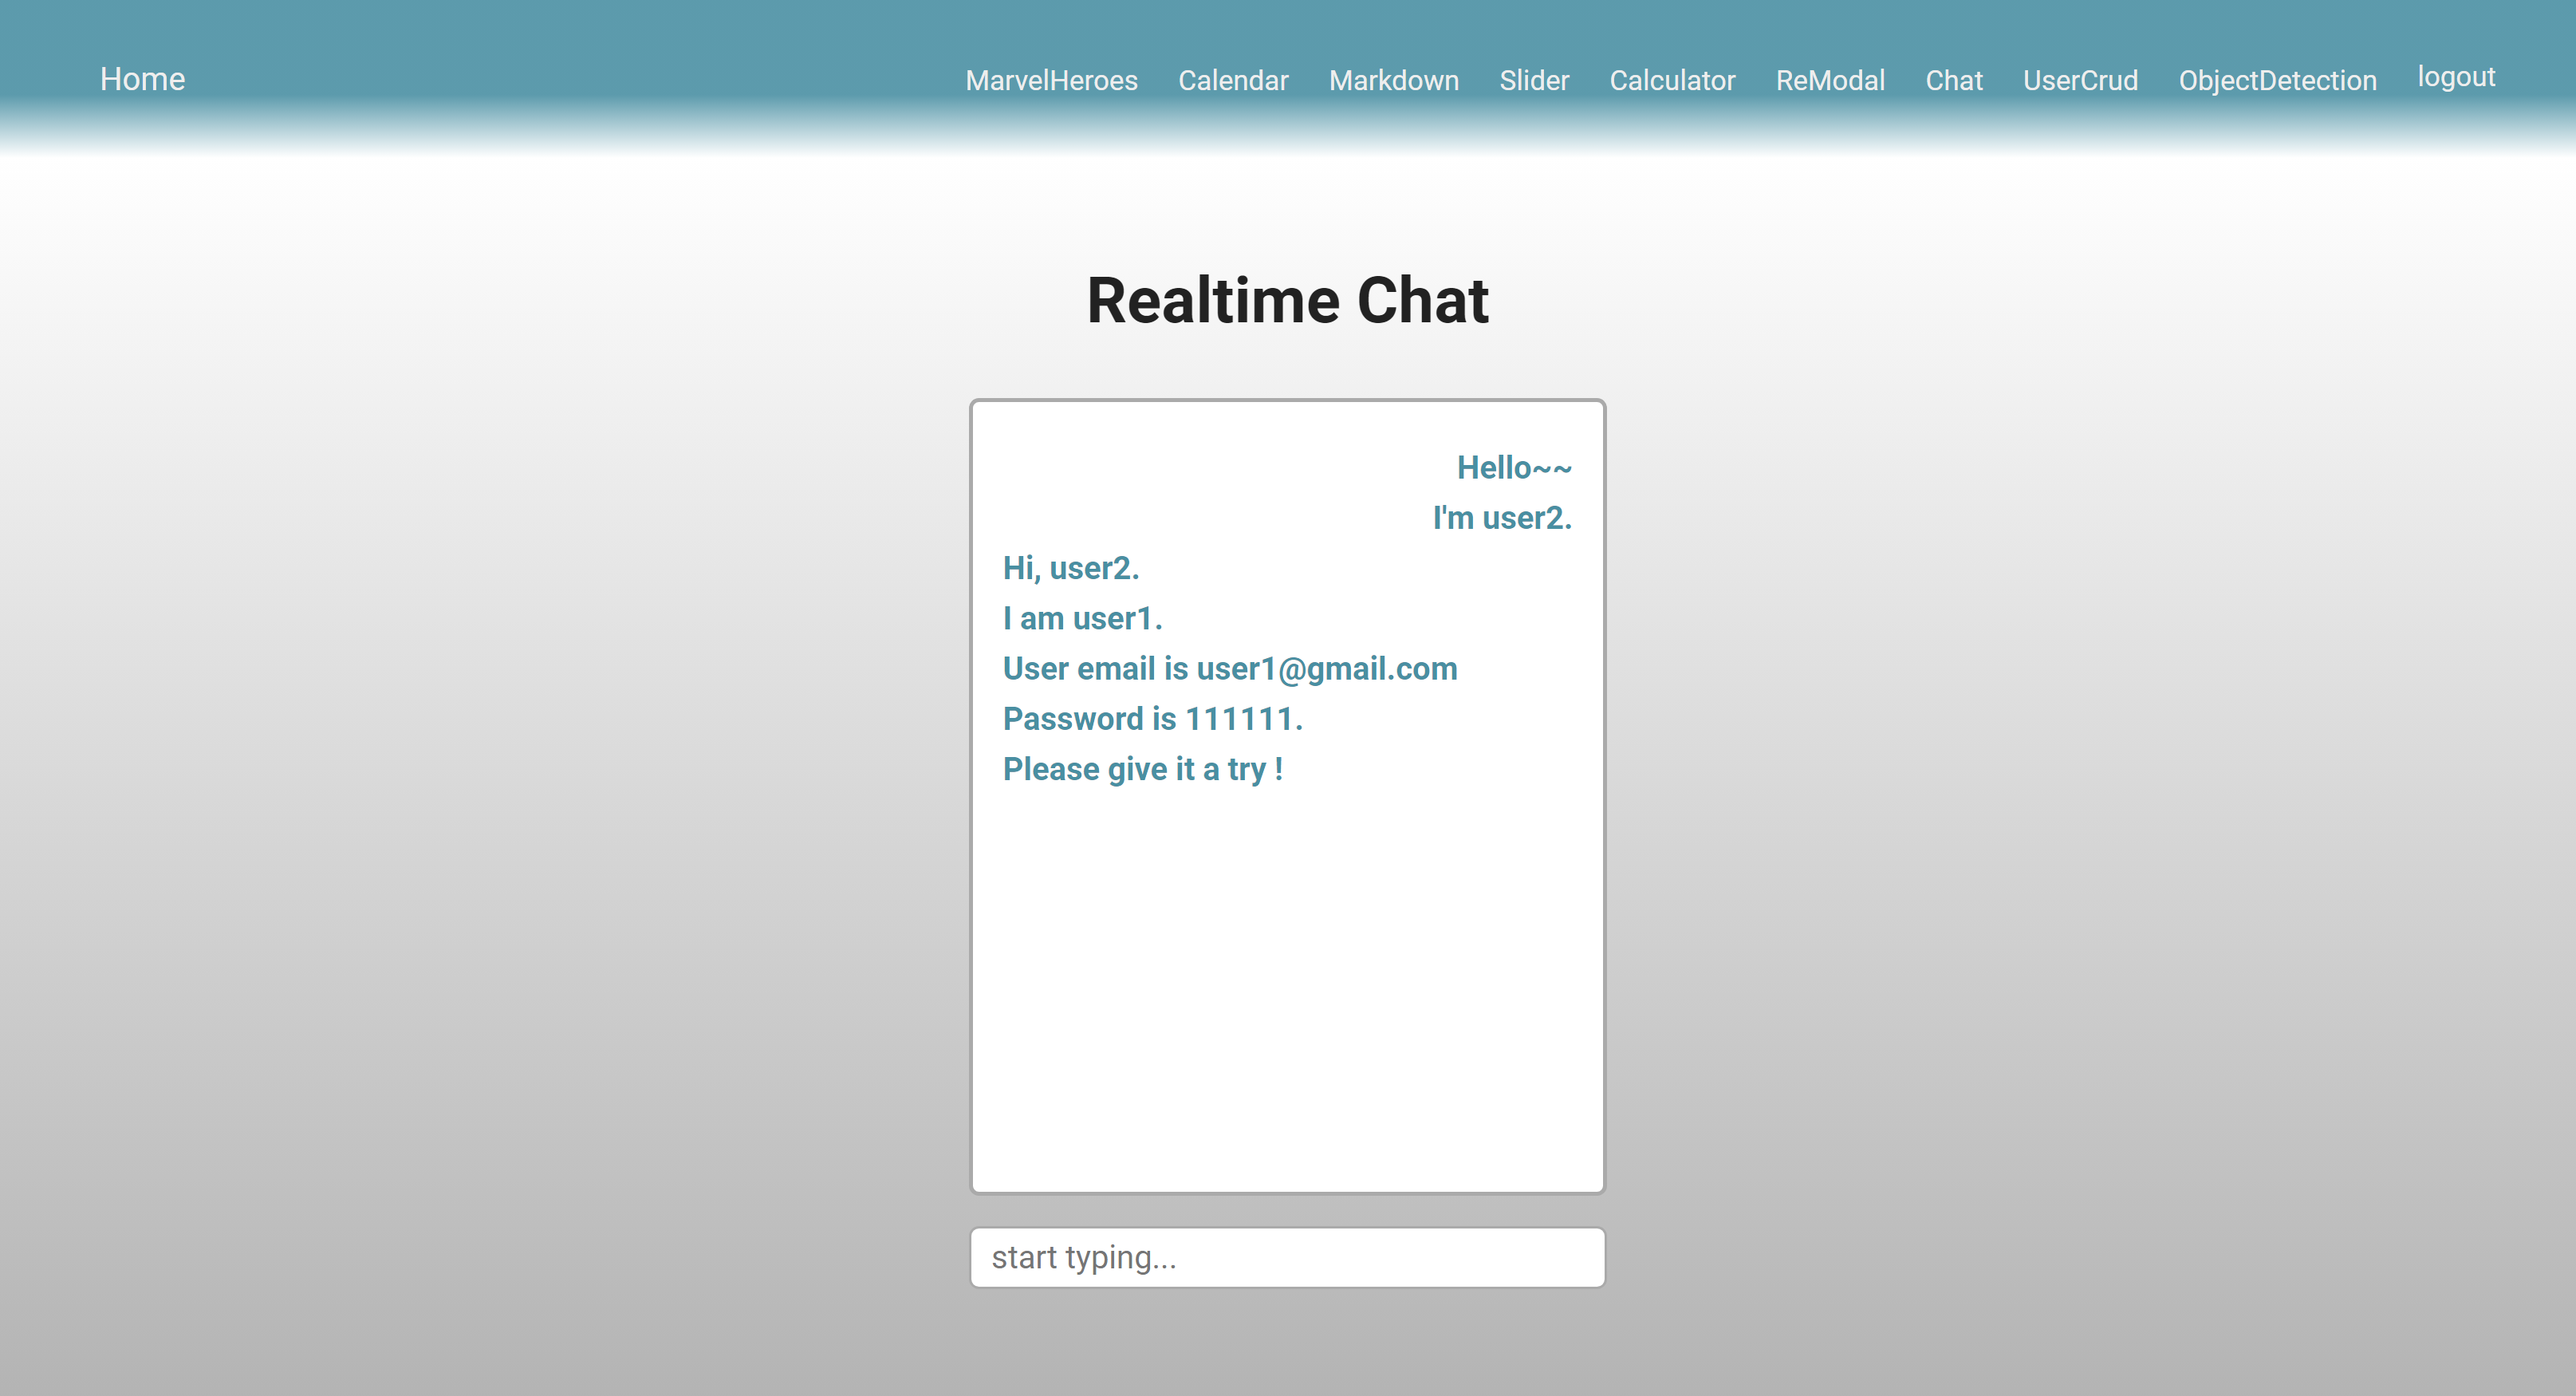 Home MarvelHeroes Calendar Markdown Slider Calculator ReModal Chat UserCrud ObjectDetection logout
Realtime Chat
Hello~~
I'm user2.
Hi, user2.
I am user1.
User email is user1@gmail.com
Password is 111111.
Please give it a try !
start typing...